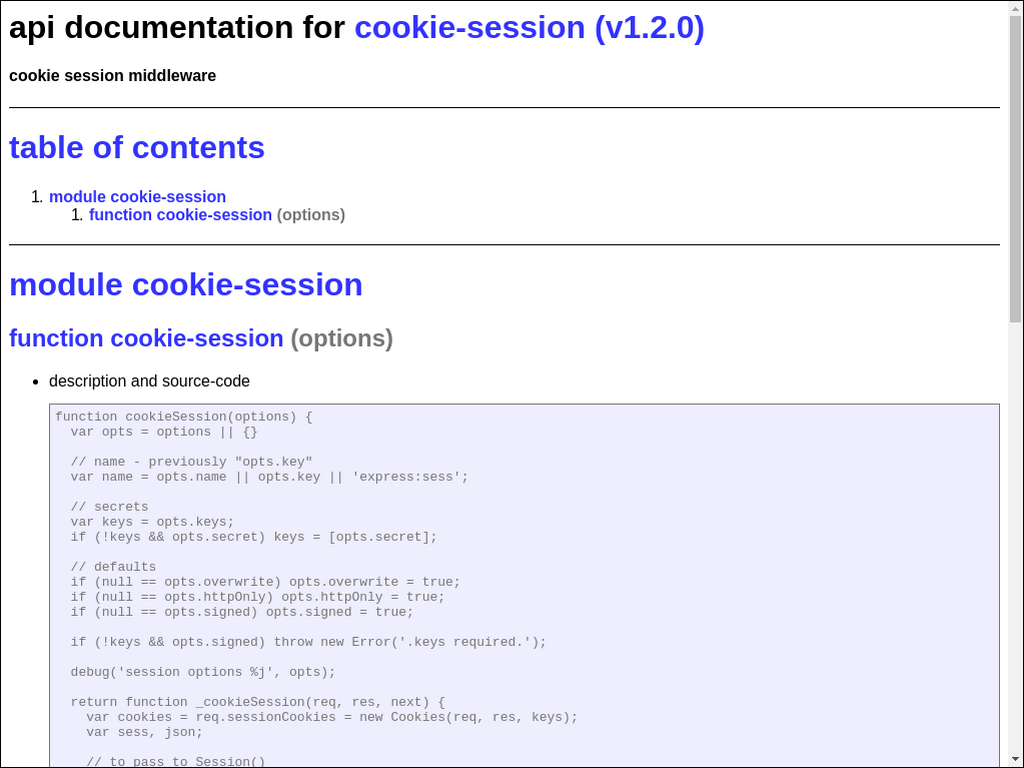 api documentation for cookie-session (v1.2.0)
cookie session middleware
table of contents
1. module cookie-session
1. function cookie-session (options)
module cookie-session
function cookie-session (options)
• description and source-code
function cookieSession(options) {
  var opts = options || {}
  // name - previously "opts.key"
  var name = opts.name || opts.key || 'express:sess';
  // secrets
  var keys = opts.keys;
  if (!keys && opts.secret) keys = [opts.secret];
  // defaults
  if (null == opts.overwrite) opts.overwrite = true;
  if (null == opts.httpOnly) opts.httpOnly = true;
  if (null == opts.signed) opts.signed = true;
  if (!keys && opts.signed) throw new Error('.keys required.');
  debug('session options %j', opts);
  return function _cookieSession(req, res, next) {
    var cookies = req.sessionCookies = new Cookies(req, res, keys);
    var sess, json;
    // to pass to Session()